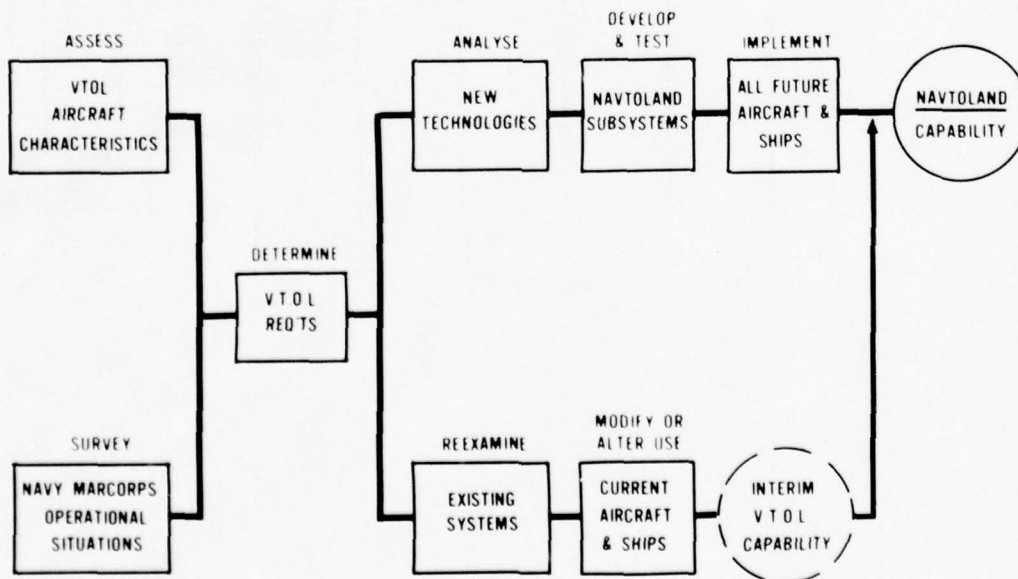 ASSESS
VTOL
AIRCRAFT
CHARACTERISTICS
SURVEY
NAVY MARCORPS
OPERATIONAL
SITUATIONS
DETERMINE
V T O L
REQ'TS
ANALYSE
NEW
TECHNOLOGIES
DEVELOP
& TEST
NAVTOLAND
SUBSYSTEMS
IMPLEMENT
ALL FUTURE
AIRCRAFT &
SHIPS
NAVTOLAND
CAPABILITY
REEXAMINE
EXISTING
SYSTEMS
MODIFY OR
ALTER USE
CURRENT
AIRCRAFT
& SHIPS
INTERIM
V T O L
CAPABILITY